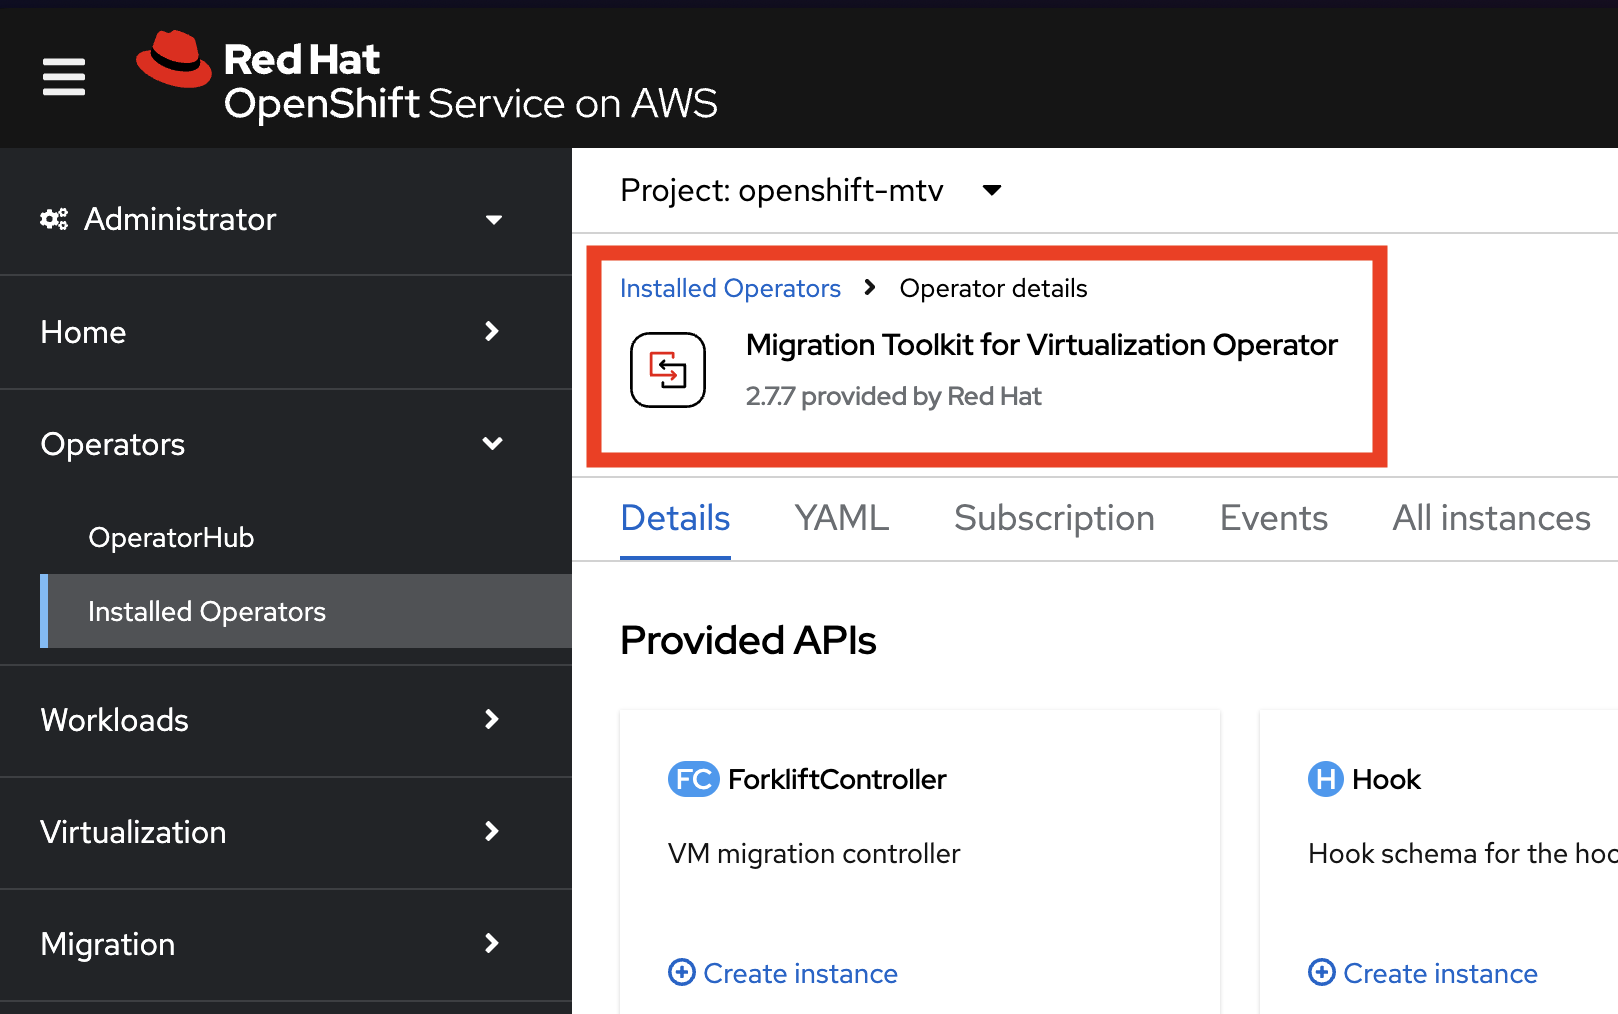 Red Hat
OpenShift Service on AWS
Administrator
Home
Operators
OperatorHub
Installed Operators
Workloads
Virtualization
Migration
Project: openshift-mtv
Installed Operators > Operator details
Migration Toolkit for Virtualization Operator
2.7.7 provided by Red Hat
Details YAML Subscription Events All instances
Provided APIs
FC ForkliftController
VM migration controller
Create instance
H Hook
Hook schema for the
Create instance